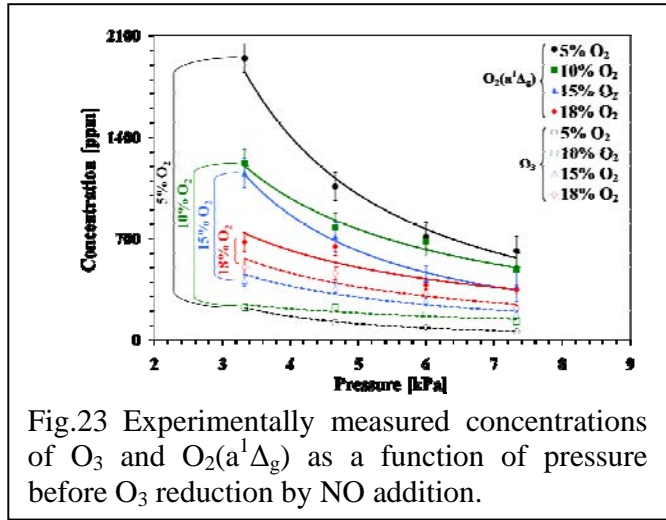 2100
1400
700
0
Concentration [ppm]
2 3 4 5 6 7 8 9
Pressure [kPa]
5% O₂
10% O₂
15% O₂
18% O₂
O₂(a¹Δg)
5% O₂
10% O₂
15% O₂
18% O₂
O₃
5% O₂
10% O₂
15% O₂
18% O₂
Fig.23 Experimentally measured concentrations
of O₃ and O₂(a¹Δg) as a function of pressure
before O₃ reduction by NO addition.